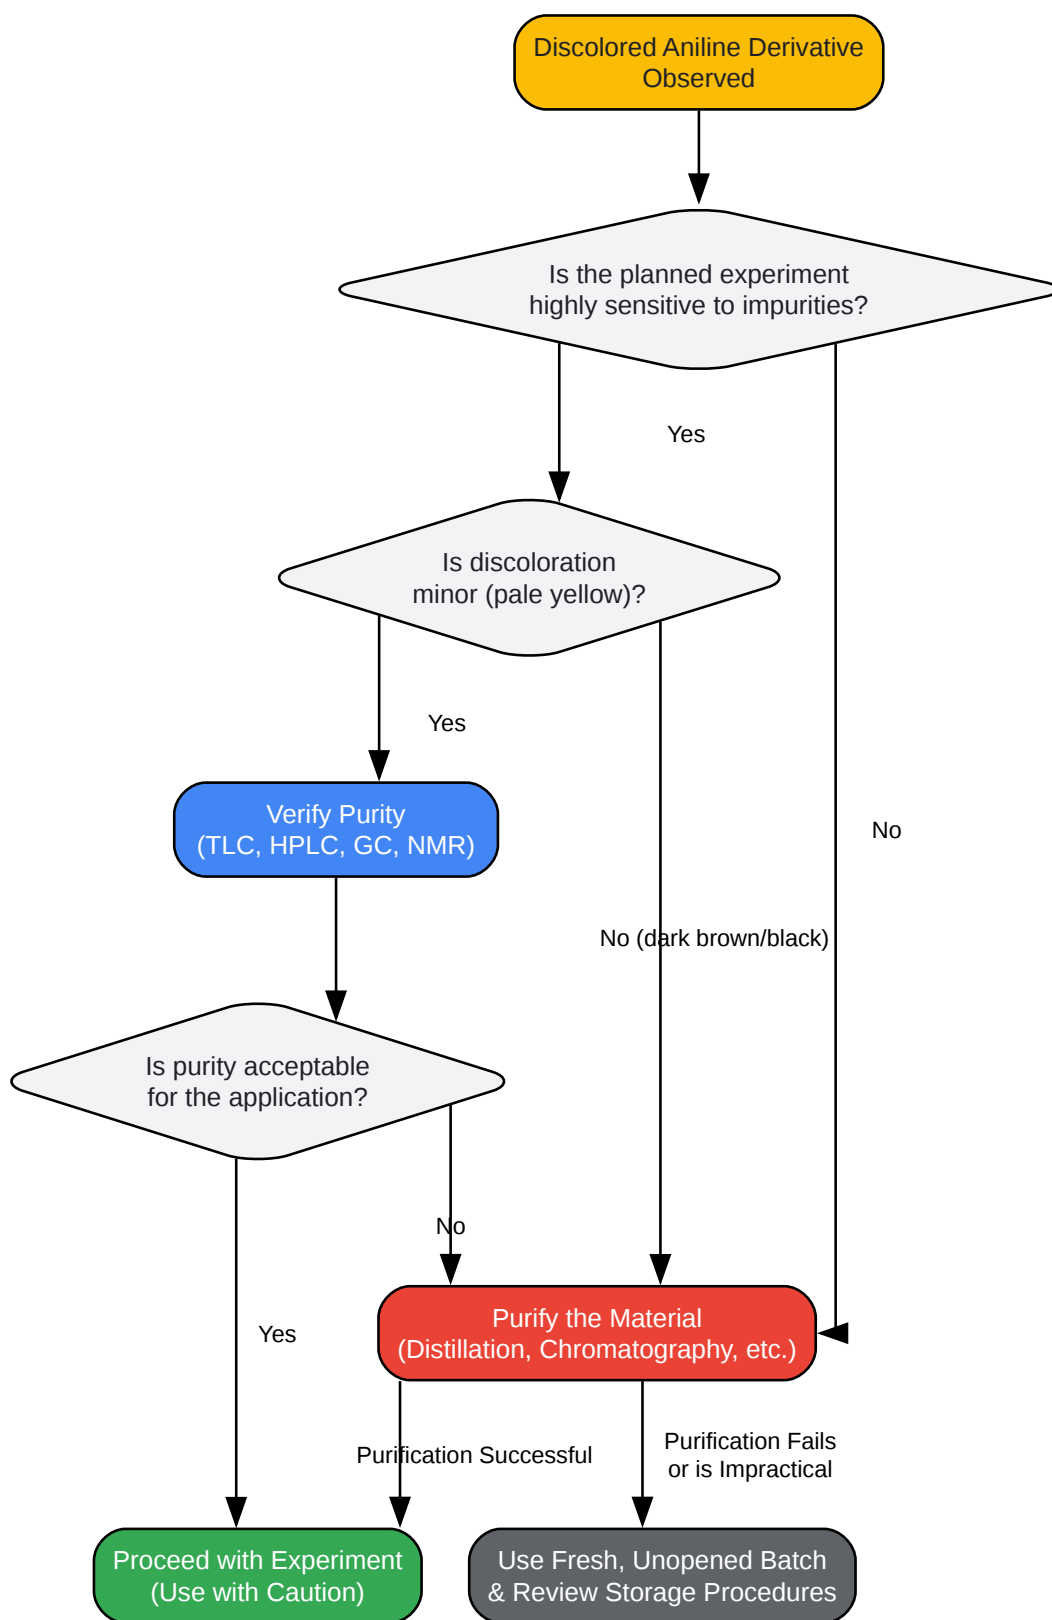 Discolored Aniline Derivative
Observed
Is the planned experiment
highly sensitive to impurities?
Yes
Is discoloration
minor (pale yellow)?
Yes
Verify Purity
(TLC, HPLC, GC, NMR)
No
No (dark brown/black)
Is purity acceptable
for the application?
No
Purify the Material
(Distillation, Chromatography, etc.)
Yes
Purification Successful
Purification Fails
or is Impractical
Proceed with Experiment
(Use with Caution)
Use Fresh, Unopened Batch
& Review Storage Procedures